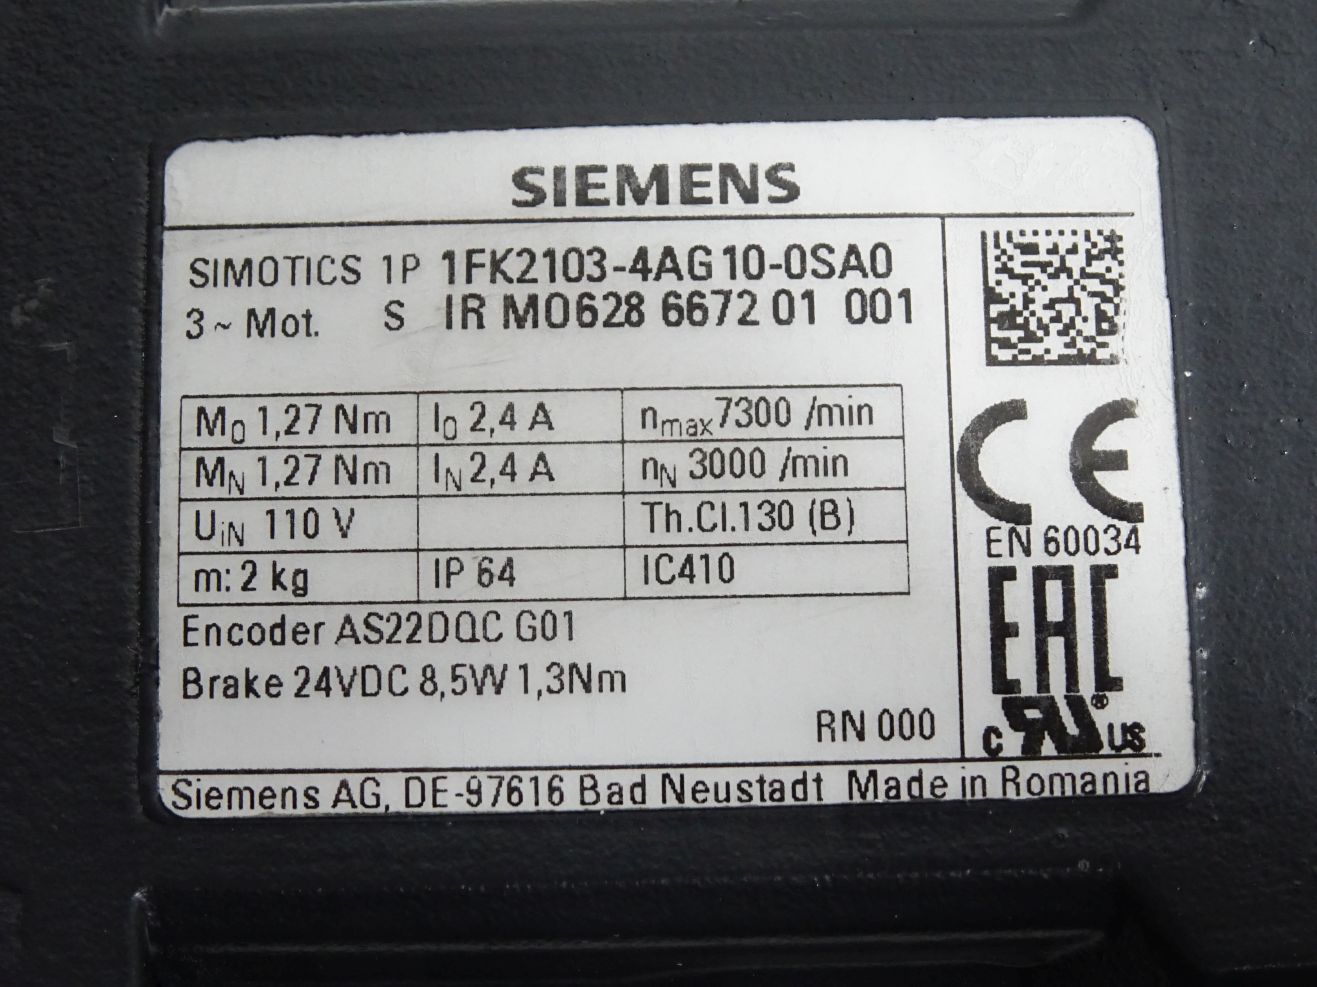 SIEMENS
SIMOTICS 1P 1FK2103-4AG10-0SA0
3 ~ Mot. S IR M0628 6672 01 001
M0 1,27 Nm I0 2,4 A nmax 7300 /min
MN 1,27 Nm IN 2,4 A nN 3000 /min
UiN 110 V Th.Cl.130 (B)
m: 2 kg IP 64 IC410
Encoder AS22DQC G01
Brake 24VDC 8,5W 1,3Nm
RN 000
CE
EN 60034
EAC
c RU® US
Siemens AG, DE-97616 Bad Neustadt Made in Romania